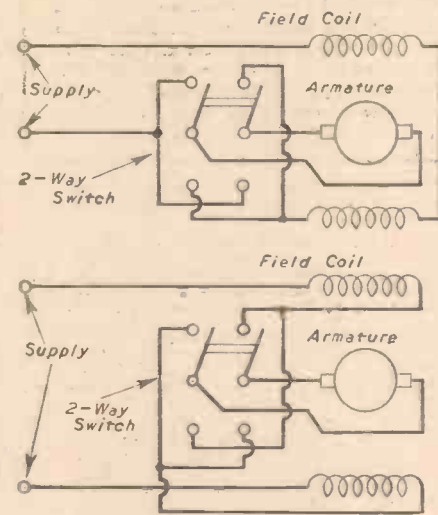 Field Coil
Supply
Armature
2-Way
Switch
Field Coil
Supply
Armature
2-Way
Switch